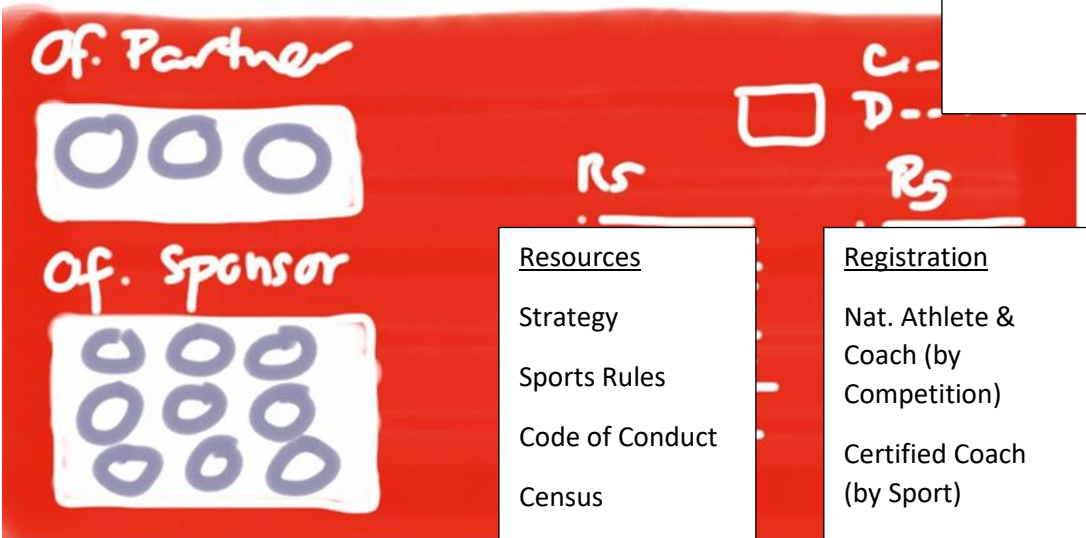 Of. Partner
C
D
Rs
Rs
Of. Sponsor
Resources
Strategy
Sports Rules
Code of Conduct
Census
Registration
Nat. Athlete &
Coach (by
Competition)
Certified Coach
(by Sport)